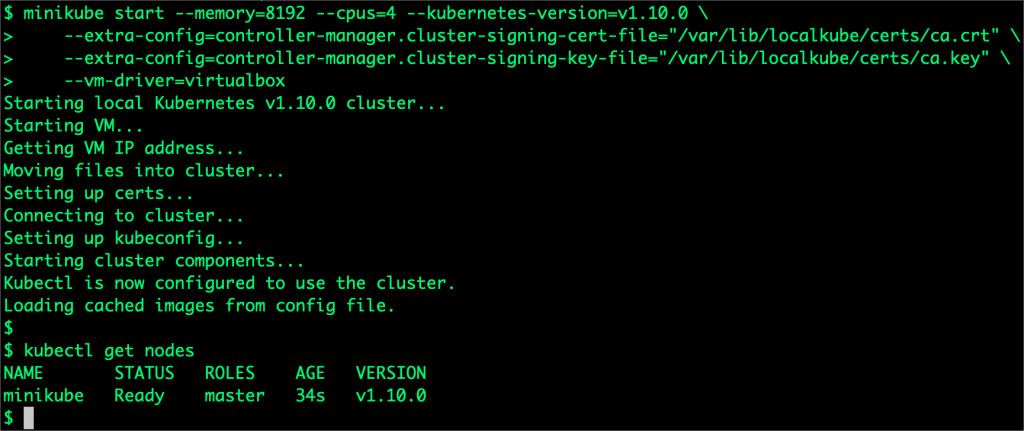 $ minikube start --memory=8192 --cpus=4 --kubernetes-version=v1.10.0 \
>     --extra-config=controller-manager.cluster-signing-cert-file="/var/lib/localkube/certs/ca.crt" \
>     --extra-config=controller-manager.cluster-signing-key-file="/var/lib/localkube/certs/ca.key" \
>     --vm-driver=virtualbox
Starting local Kubernetes v1.10.0 cluster...
Starting VM...
Getting VM IP address...
Moving files into cluster...
Setting up certs...
Connecting to cluster...
Setting up kubeconfig...
Starting cluster components...
Kubectl is now configured to use the cluster.
Loading cached images from config file.
$
$ kubectl get nodes
NAME       STATUS   ROLES    AGE   VERSION
minikube   Ready    master   34s   v1.10.0
$